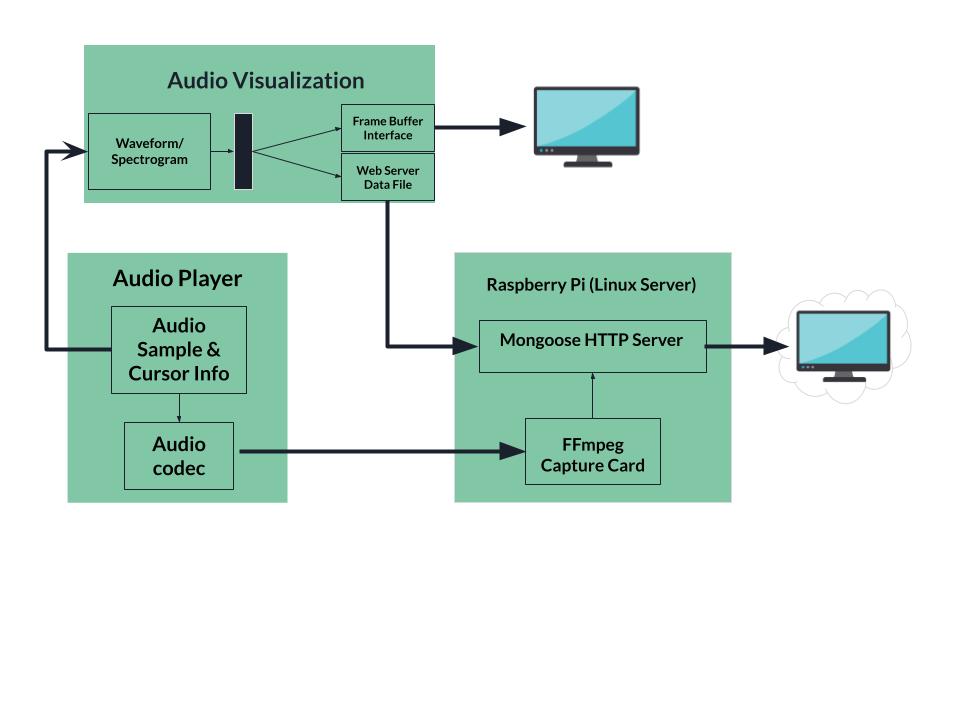 Audio Visualization
Waveform/
Spectrogram
Frame Buffer
Interface
Web Server
Data File
Audio Player
Audio
Sample &
Cursor Info
Audio
codec
Raspberry Pi (Linux Server)
Mongoose HTTP Server
FFmpeg
Capture Card